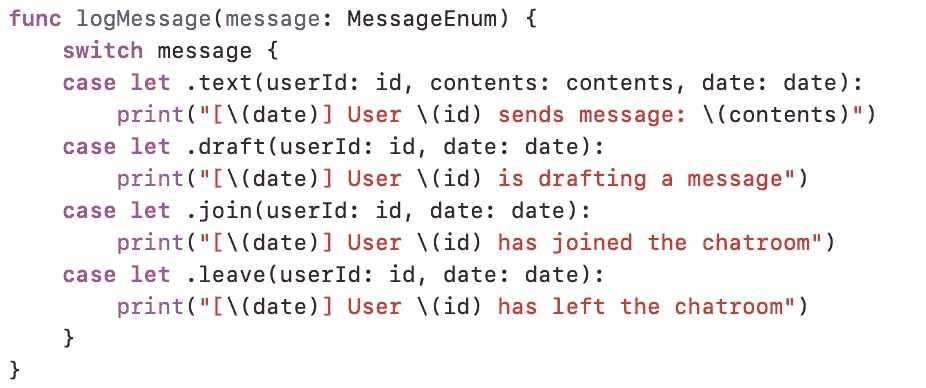 func logMessage(message: MessageEnum) {
    switch message {
    case let .text(userId: id, contents: contents, date: date):
        print("[\(date)] User \(id) sends message: \(contents)")
    case let .draft(userId: id, date: date):
        print("[\(date)] User \(id) is drafting a message")
    case let .join(userId: id, date: date):
        print("[\(date)] User \(id) has joined the chatroom")
    case let .leave(userId: id, date: date):
        print("[\(date)] User \(id) has left the chatroom")
    }
}